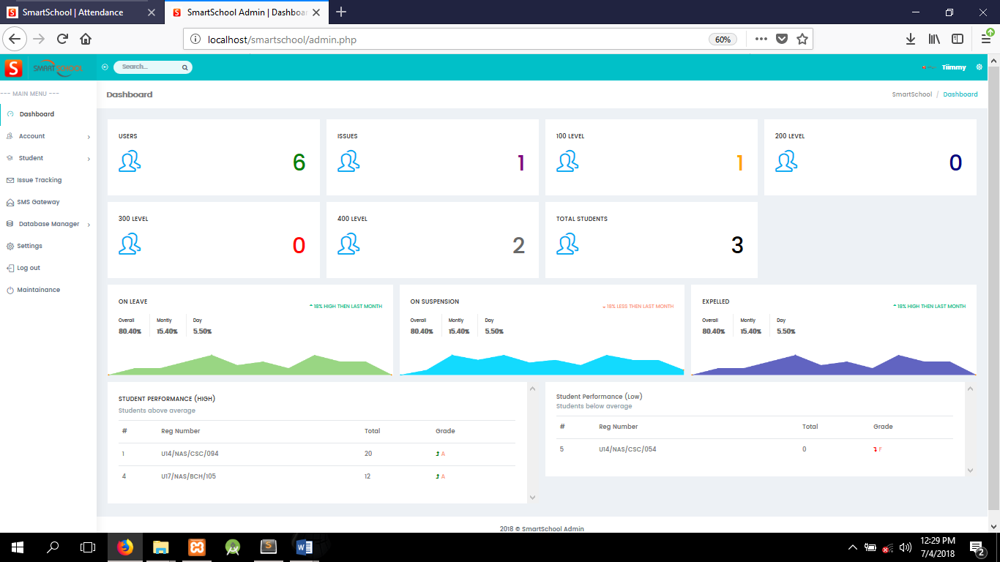 SmartSchool | Attendance
SmartSchool Admin | Dashboar
localhost/smartschool/admin.php
60%
S
SMART SCHOOL
Search...
Tiimmy
--- MAIN MENU ---
Dashboard
Account
Student
Issue Tracking
SMS Gateway
Database Manager
Settings
Log out
Maintainance
Dashboard
SmartSchool / Dashboard
USERS
6
ISSUES
1
100 LEVEL
1
200 LEVEL
0
300 LEVEL
0
400 LEVEL
2
TOTAL STUDENTS
3
ON LEAVE
18% HIGH THEN LAST MONTH
Overall Montly Day
80.40% 15.40% 5.50%
ON SUSPENSION
18% LESS THEN LAST MONTH
Overall Montly Day
80.40% 15.40% 5.50%
EXPELLED
18% HIGH THEN LAST MONTH
Overall Montly Day
80.40% 15.40% 5.50%
STUDENT PERFORMANCE (HIGH)
Students above average
# Reg Number Total Grade
1 U14/NAS/CSC/094 20 A
4 U17/NAS/BCH/105 12 A
Student Performance (Low)
Students below average
# Reg Number Total Grade
5 U14/NAS/CSC/054 0 F
2018 © SmartSchool Admin
12:29 PM
7/4/2018
2